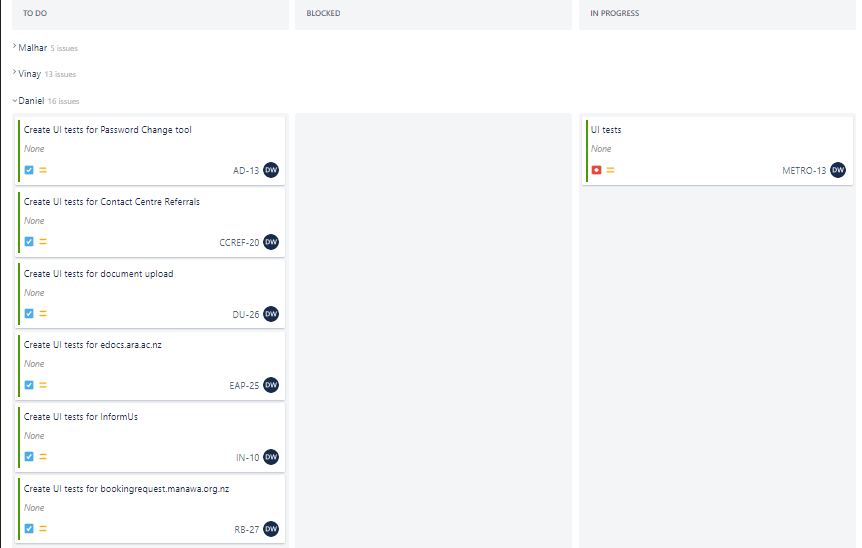 TO DO
BLOCKED
IN PROGRESS
Malhar 5 issues
Vinay 13 issues
Daniel 16 issues
Create UI tests for Password Change tool
None
AD-13 DW
Create UI tests for Contact Centre Referrals
None
CCREF-20 DW
Create UI tests for document upload
None
DU-26 DW
Create UI tests for edocs.ara.ac.nz
None
EAP-25 DW
Create UI tests for InformUs
None
IN-10 DW
Create UI tests for bookingrequest.manawa.org.nz
None
RB-27 DW
UI tests
None
METRO-13 DW